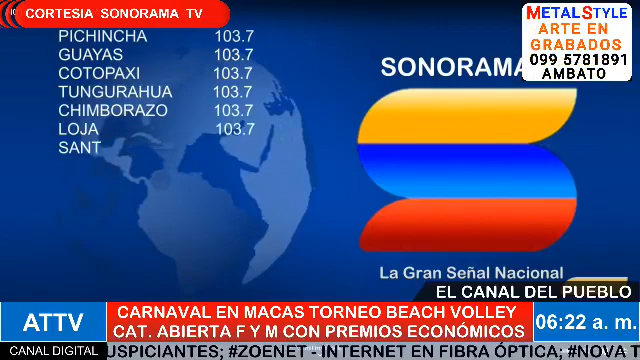 CORTESIA SONORAMA TV
PICHINCHA 103.7
GUAYAS 103.7
COTOPAXI 103.7
TUNGURAHUA 103.7
CHIMBORAZO 103.7
LOJA 103.7
SANT
METALSTYLE
ARTE EN
GRABADOS
099 5781891
AMBATO
SONORAMA
La Gran Señal Nacional
EL CANAL DEL PUEBLO
ATTV
CARNAVAL EN MACAS TORNEO BEACH VOLLEY
CAT. ABIERTA F Y M CON PREMIOS ECONÓMICOS
06:22 a. m.
CANAL DIGITAL
USPICIANTES; #ZOENET - INTERNET EN FIBRA ÓPTICA; #NOVA